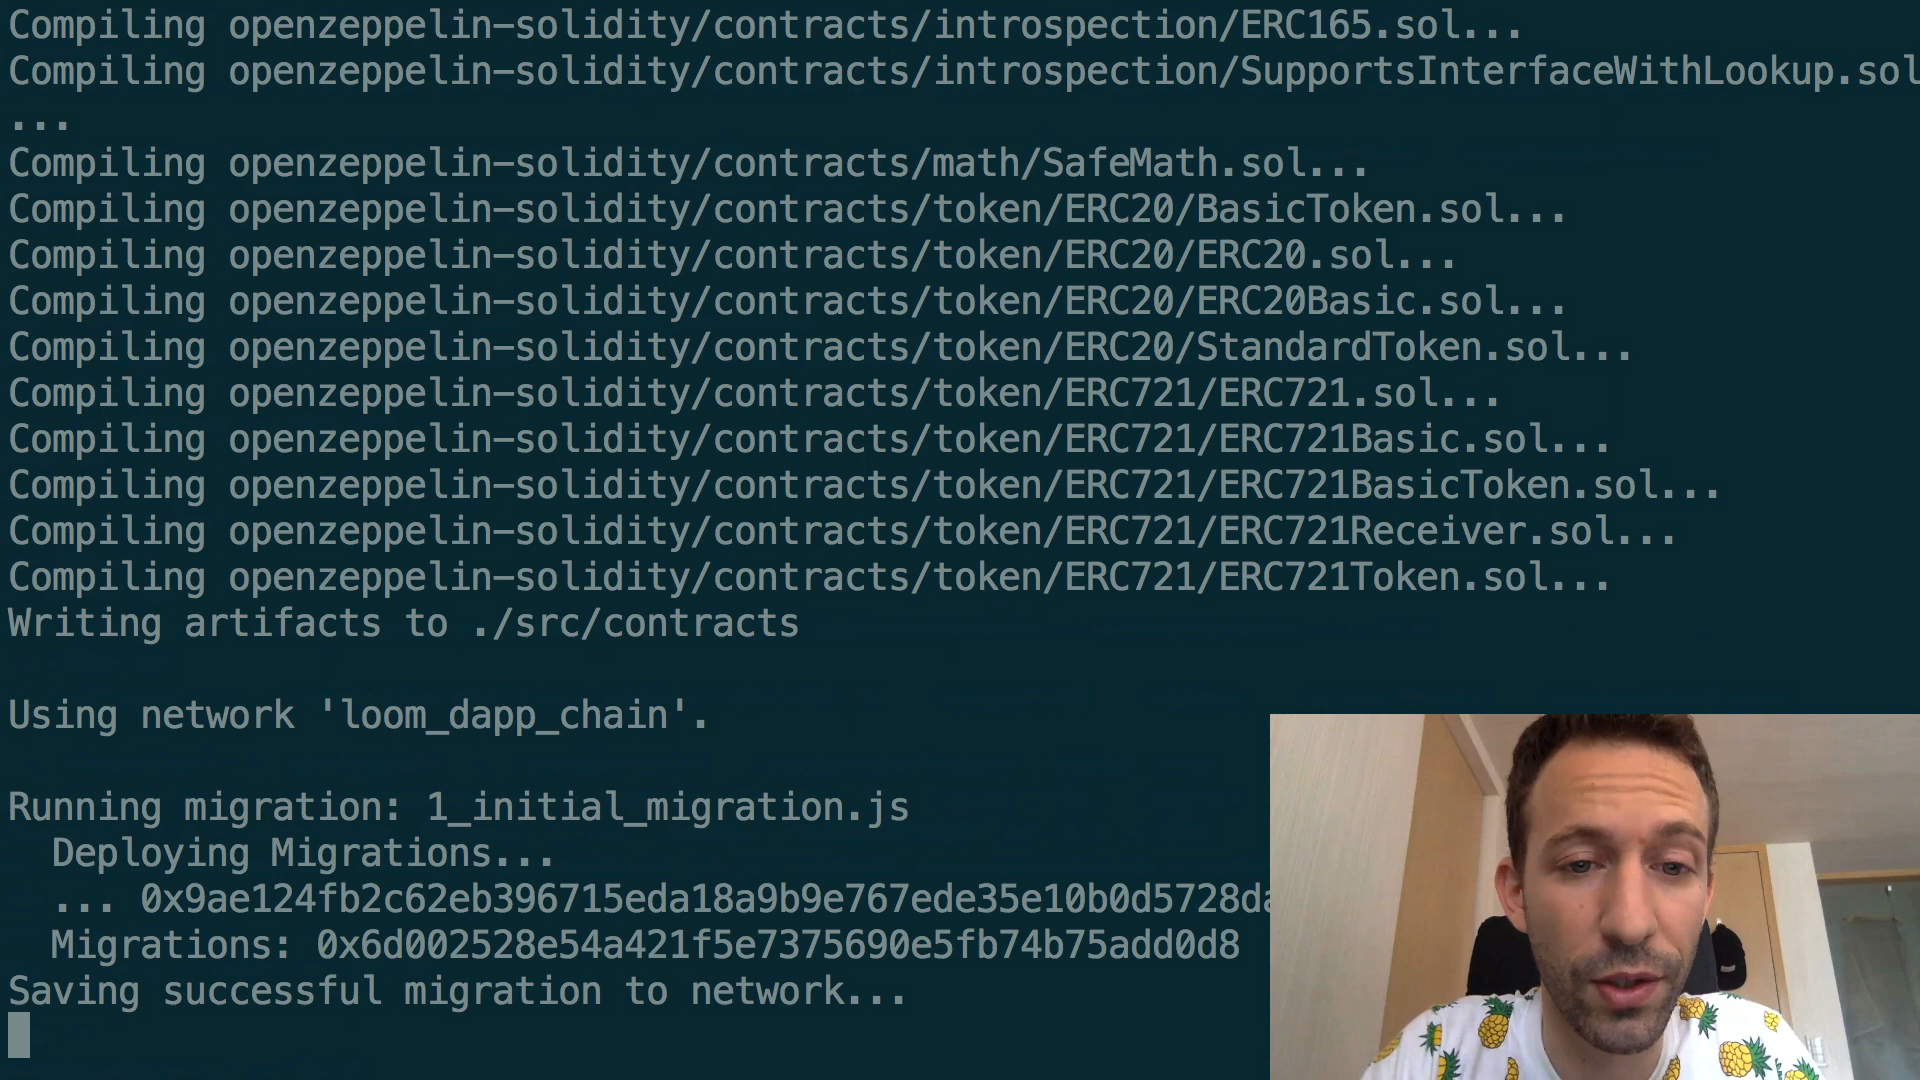 Compiling openzeppelin-solidity/contracts/introspection/ERC165.sol...
Compiling openzeppelin-solidity/contracts/introspection/SupportsInterfaceWithLookup.sol
...
Compiling openzeppelin-solidity/contracts/math/SafeMath.sol...
Compiling openzeppelin-solidity/contracts/token/ERC20/BasicToken.sol...
Compiling openzeppelin-solidity/contracts/token/ERC20/ERC20.sol...
Compiling openzeppelin-solidity/contracts/token/ERC20/ERC20Basic.sol...
Compiling openzeppelin-solidity/contracts/token/ERC20/StandardToken.sol...
Compiling openzeppelin-solidity/contracts/token/ERC721/ERC721.sol...
Compiling openzeppelin-solidity/contracts/token/ERC721/ERC721Basic.sol...
Compiling openzeppelin-solidity/contracts/token/ERC721/ERC721BasicToken.sol...
Compiling openzeppelin-solidity/contracts/token/ERC721/ERC721Receiver.sol...
Compiling openzeppelin-solidity/contracts/token/ERC721/ERC721Token.sol...
Writing artifacts to ./src/contracts
Using network 'loom_dapp_chain'.
Running migration: 1_initial_migration.js
Deploying Migrations...
... 0x9ae124fb2c62eb396715eda18a9b9e767ede35e10b0d5728da
Migrations: 0x6d002528e54a421f5e7375690e5fb74b75add0d8
Saving successful migration to network...